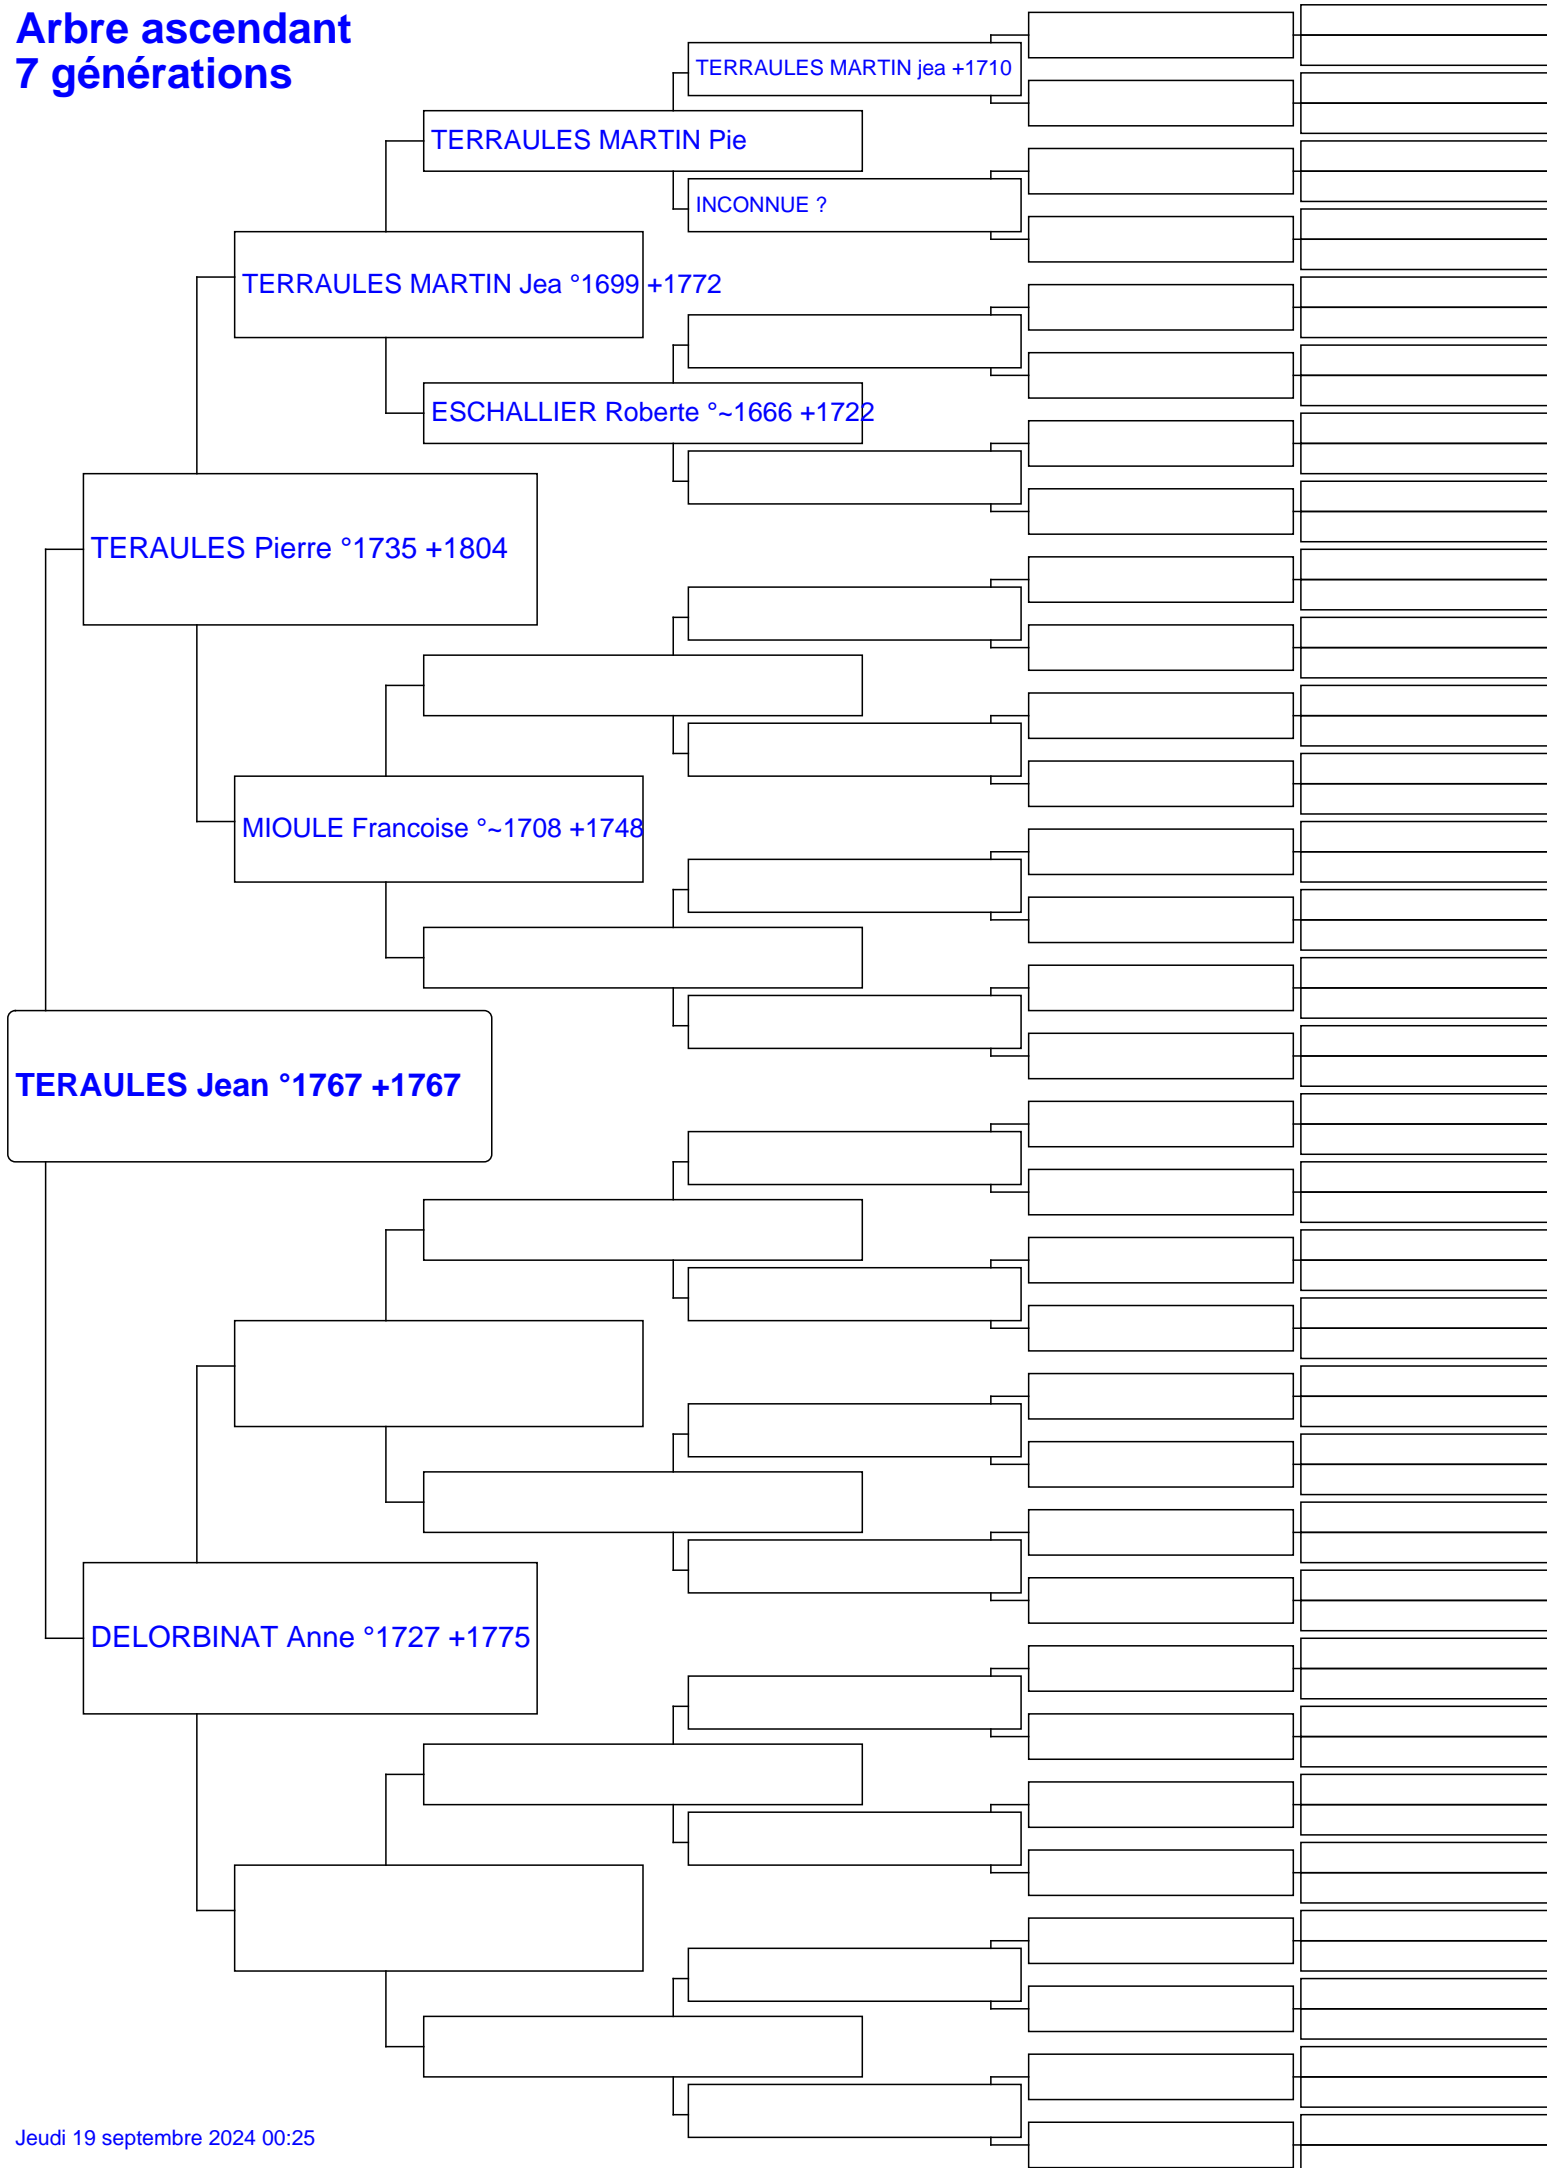 Arbre ascendant
7 générations
TERRAULES MARTIN jea +1710
TERRAULES MARTIN Pie
INCONNUE ?
TERRAULES MARTIN Jea °1699 +1772
ESCHALLIER Roberte °~1666 +1722
TERAULES Pierre °1735 +1804
MIOULE Francoise °~1708 +1748
TERAULES Jean °1767 +1767
DELORBINAT Anne °1727 +1775
Jeudi 19 septembre 2024 00:25